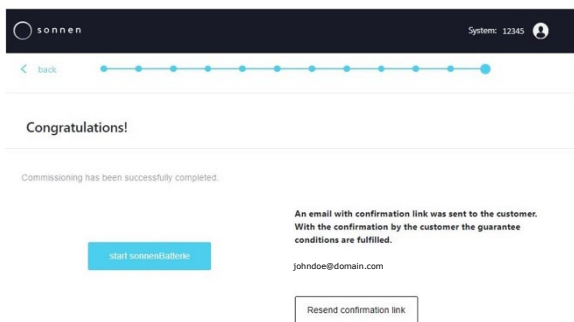 sonnen
System: 12345
back
Congratulations!
Commissioning has been successfully completed.
An email with confirmation link was sent to the customer.
With the confirmation by the customer the guarantee
conditions are fulfilled.
start sonnenBatterie
johndoe@domain.com
Resend confirmation link